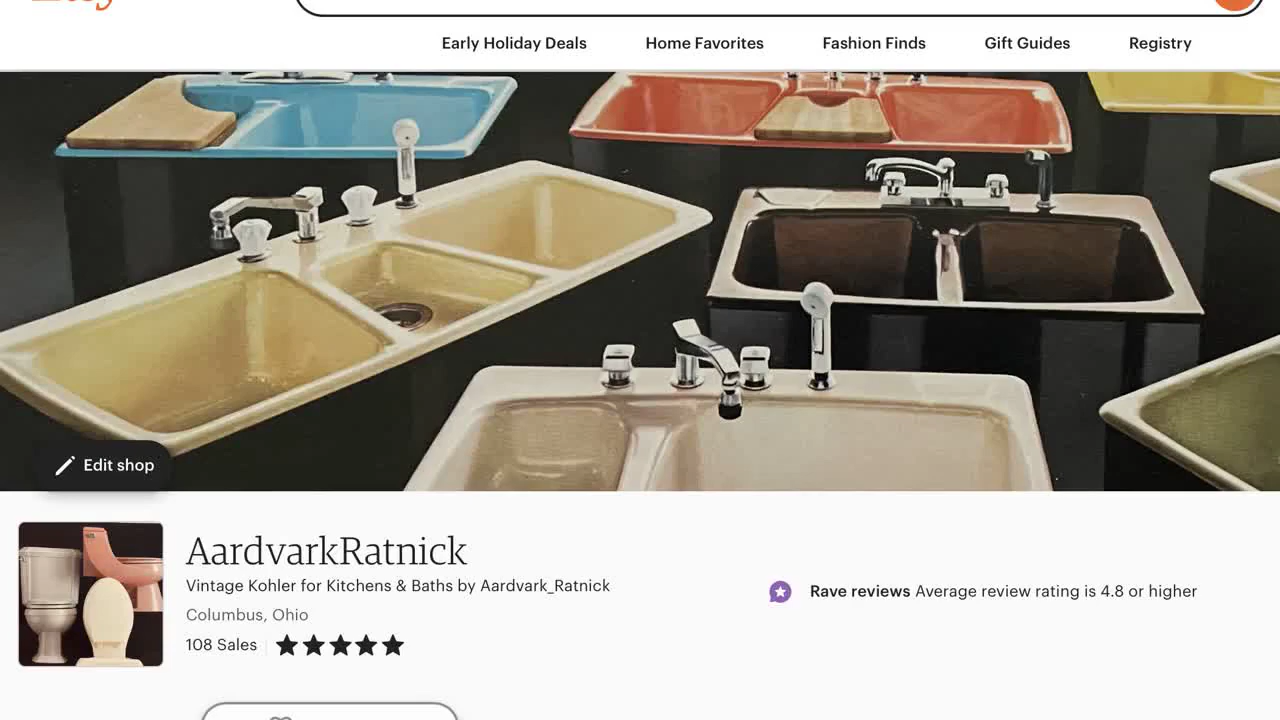 Early Holiday Deals Home Favorites Fashion Finds Gift Guides Registry
Edit shop
AardvarkRatnick
Vintage Kohler for Kitchens & Baths by Aardvark_Ratnick
Columbus, Ohio
108 Sales
Rave reviews Average review rating is 4.8 or higher